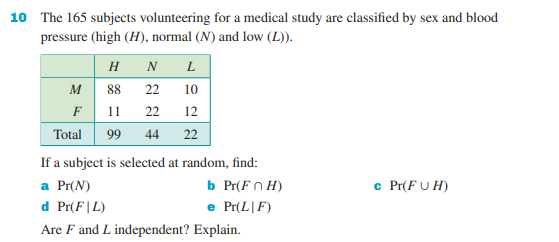 10 The 165 subjects volunteering for a medical study are classified by sex and blood
pressure (high (H), normal (N) and low (L)).
H N L
M 88 22 10
F 11 22 12
Total 99 44 22
If a subject is selected at random, find:
a Pr(N) b Pr(F ∩ H) c Pr(F ∪ H)
d Pr(F | L) e Pr(L | F)
Are F and L independent? Explain.